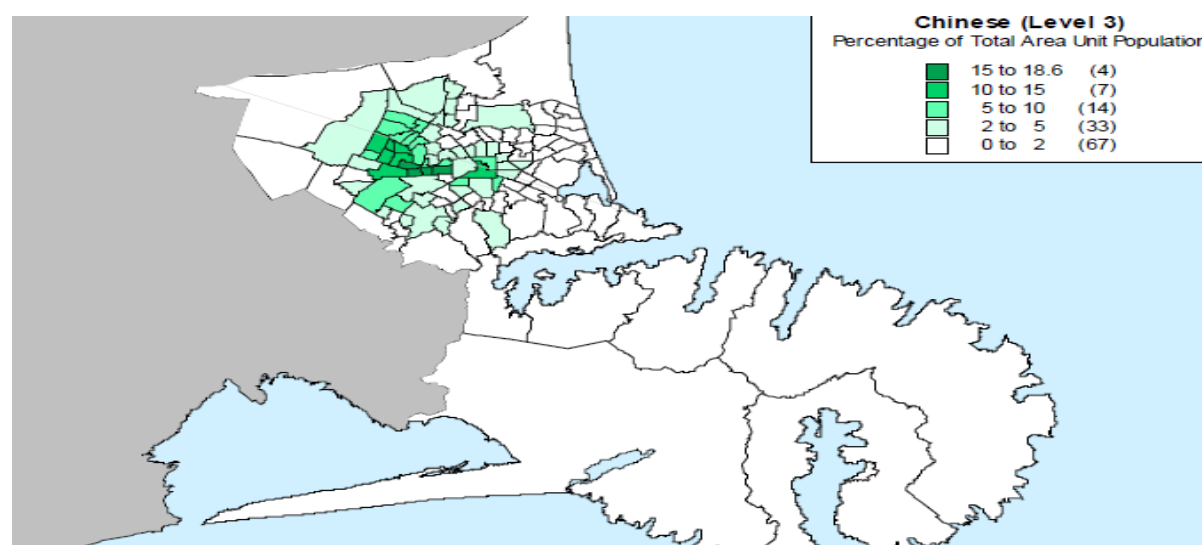 Chinese (Level 3)
Percentage of Total Area Unit Population
15 to 18.6 (4)
10 to 15 (7)
5 to 10 (14)
2 to 5 (33)
0 to 2 (67)